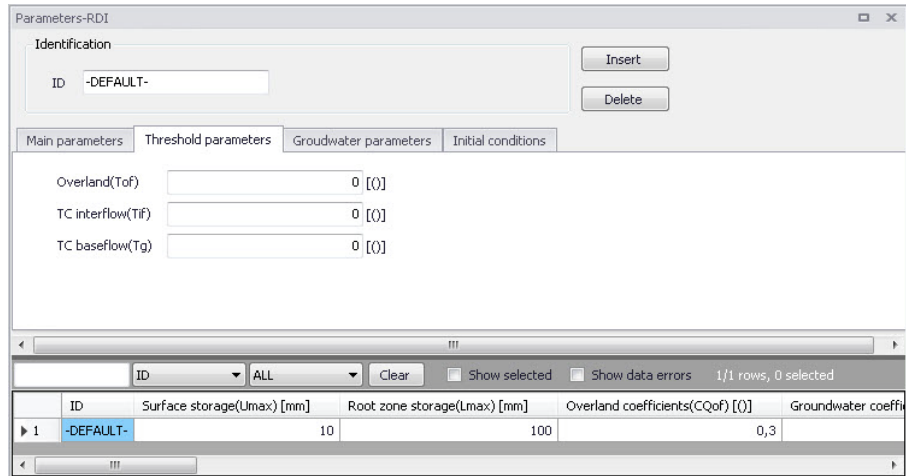 Parameters-RDI
Identification
ID -DEFAULT-
Insert
Delete
Main parameters Threshold parameters Groudwater parameters Initial conditions
Overland(Tof) 0 [()]
TC interflow(Tif) 0 [()]
TC baseflow(Tg) 0 [()]
ID ALL Clear Show selected Show data errors 1/1 rows, 0 selected
ID Surface storage(Umax) [mm] Root zone storage(Lmax) [mm] Overland coefficients(CQof) [()] Groundwater coeffi
1 -DEFAULT- 10 100 0,3